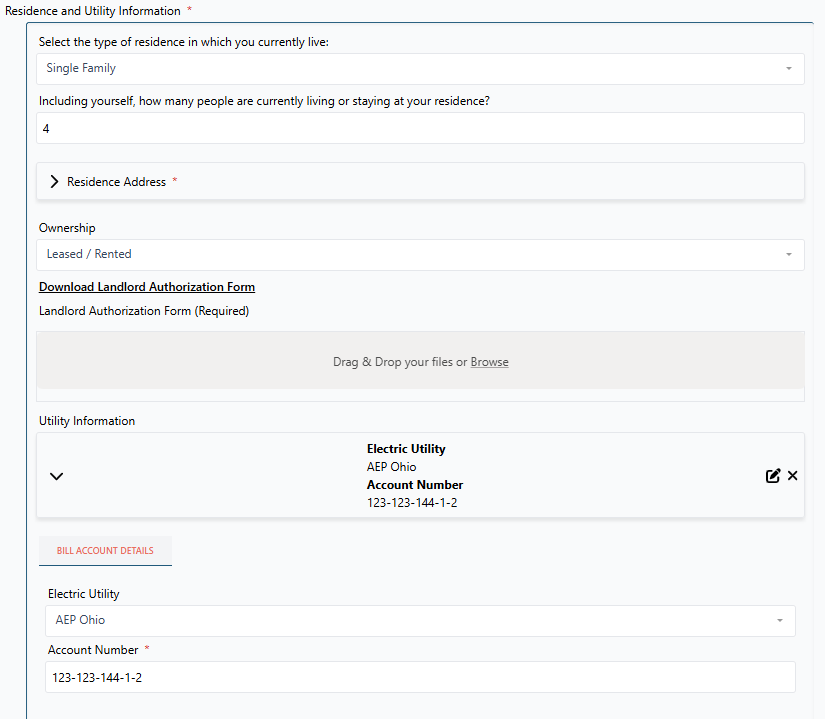 Residence and Utility Information *
Select the type of residence in which you currently live:
Single Family
Including yourself, how many people are currently living or staying at your residence?
4
Residence Address *
Ownership
Leased / Rented
Download Landlord Authorization Form
Landlord Authorization Form (Required)
Drag & Drop your files or Browse
Utility Information
Electric Utility
AEP Ohio
Account Number
123-123-144-1-2
BILL ACCOUNT DETAILS
Electric Utility
AEP Ohio
Account Number *
123-123-144-1-2